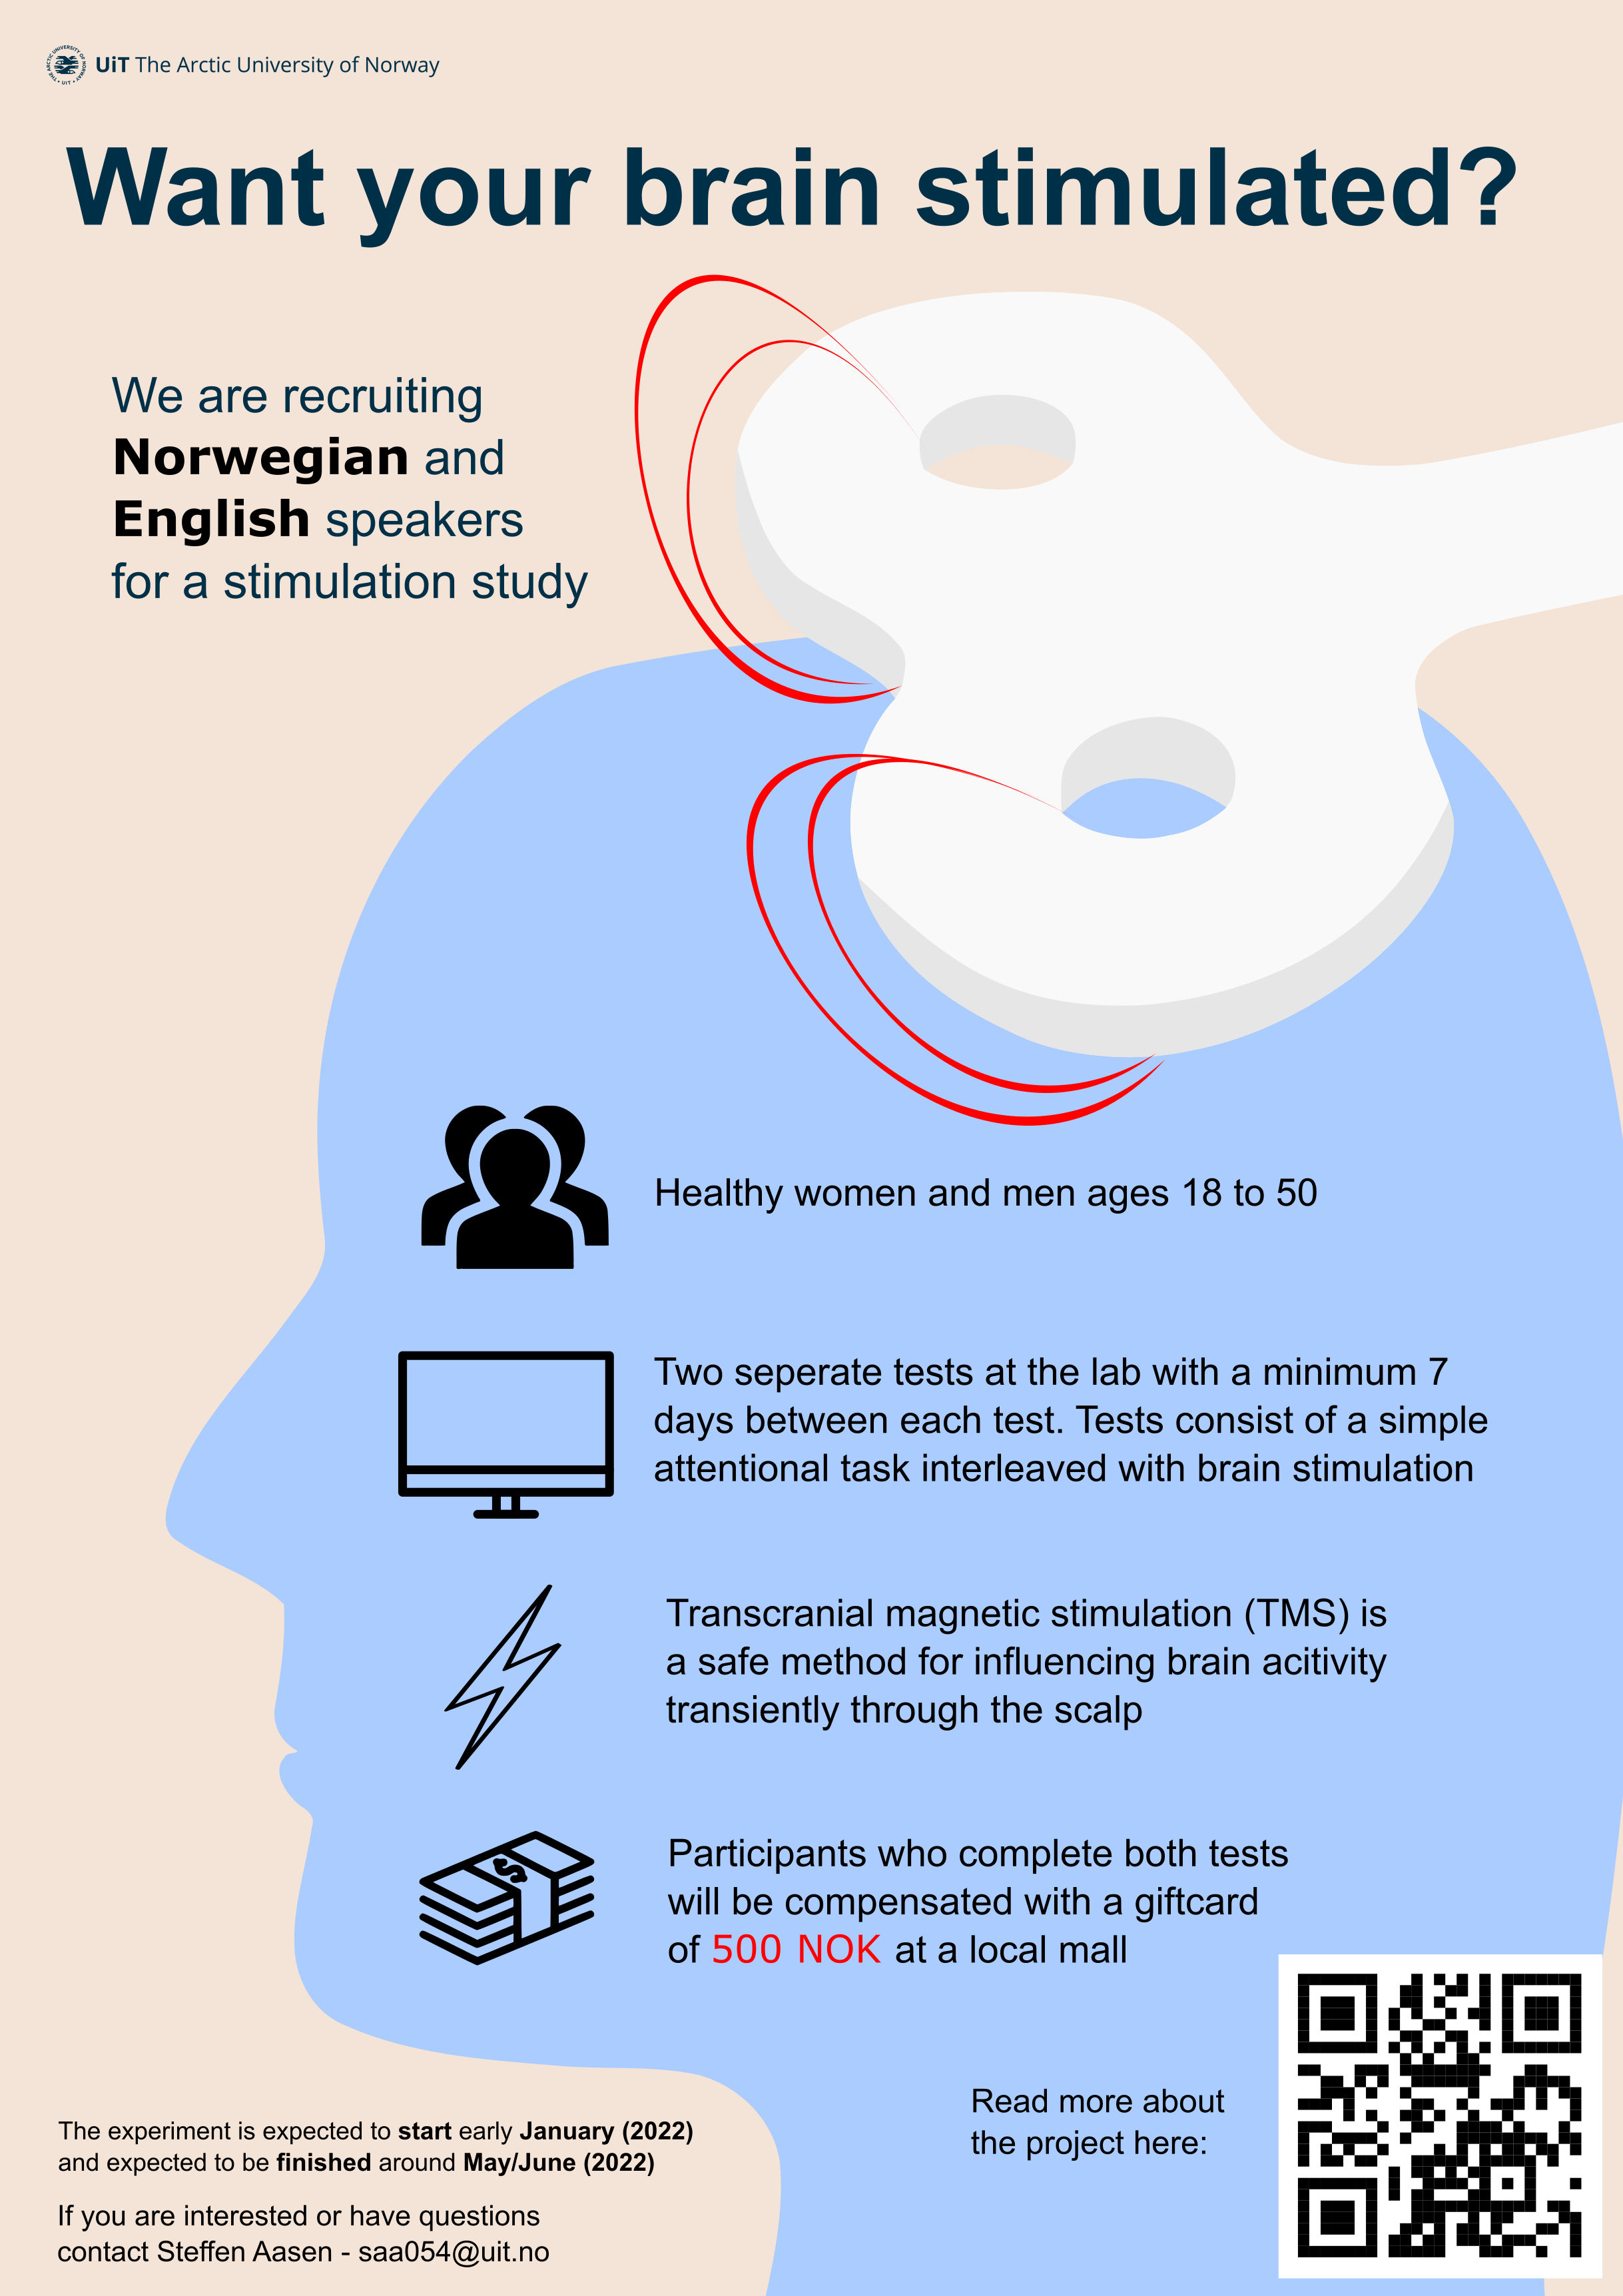 UiT The Arctic University of Norway
Want your brain stimulated?
We are recruiting
Norwegian and
English speakers
for a stimulation study
Healthy women and men ages 18 to 50
Two seperate tests at the lab with a minimum 7
days between each test. Tests consist of a simple
attentional task interleaved with brain stimulation
Transcranial magnetic stimulation (TMS) is
a safe method for influencing brain acitivity
transiently through the scalp
$
Participants who complete both tests
will be compensated with a giftcard
of 500 NOK at a local mall
Read more about
the project here:
The experiment is expected to start early January (2022)
and expected to be finished around May/June (2022)
If you are interested or have questions
contact Steffen Aasen - saa054@uit.no